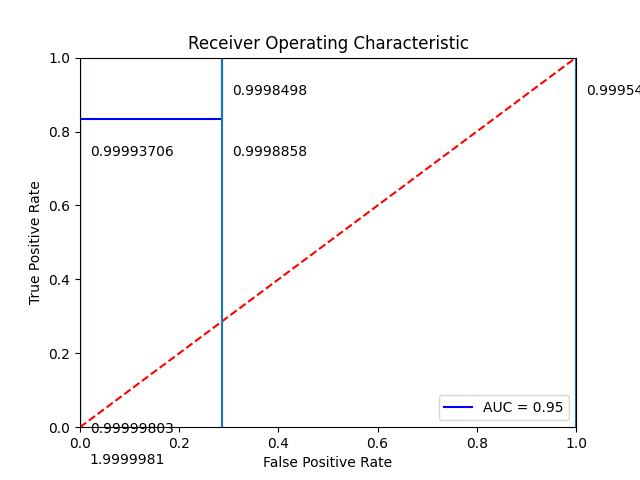 Receiver Operating Characteristic
1.0
0.9998498
0.99954
0.8
0.99993706
0.9998858
True Positive Rate
0.6
0.4
0.2
AUC = 0.95
0.0
0.99999803
0.0 0.2 0.4 0.6 0.8 1.0
1.9999981
False Positive Rate